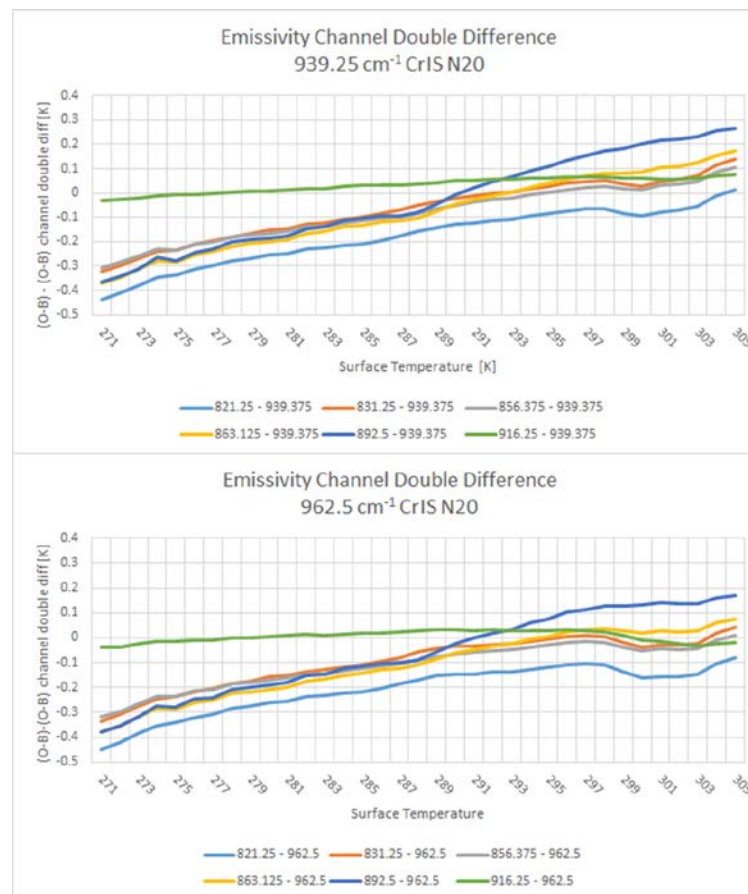 Emissivity Channel Double Difference
939.25 cm⁻¹ CrIS N20
(O-B) - (O-B) channel double diff [K]
0.4
0.3
0.2
0.1
0
-0.1
-0.2
-0.3
-0.4
-0.5
271 273 275 277 279 281 283 285 287 289 291 293 295 297 299 301 303 305
Surface Temperature [K]
821.25 - 939.375 831.25 - 939.375 856.375 - 939.375
863.125 - 939.375 892.5 - 939.375 916.25 - 939.375
Emissivity Channel Double Difference
962.5 cm⁻¹ CrIS N20
(O-B)-(O-B) channel double diff [K]
0.4
0.3
0.2
0.1
0
-0.1
-0.2
-0.3
-0.4
-0.5
271 273 275 277 279 281 283 285 287 289 291 293 295 297 299 301 303 305
Surface Temperature
821.25 - 962.5 831.25 - 962.5 856.375 - 962.5
863.125 - 962.5 892.5 - 962.5 916.25 - 962.5